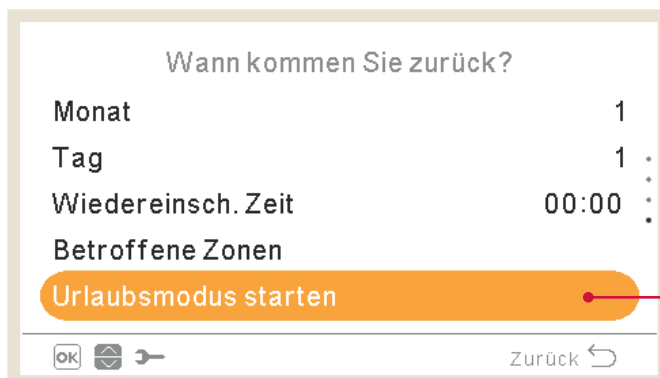 Wann kommen Sie zurück?
Monat 1
Tag 1
Wiedereinsch. Zeit 00:00
Betroffene Zonen
Urlaubsmodus starten
OK Zurück